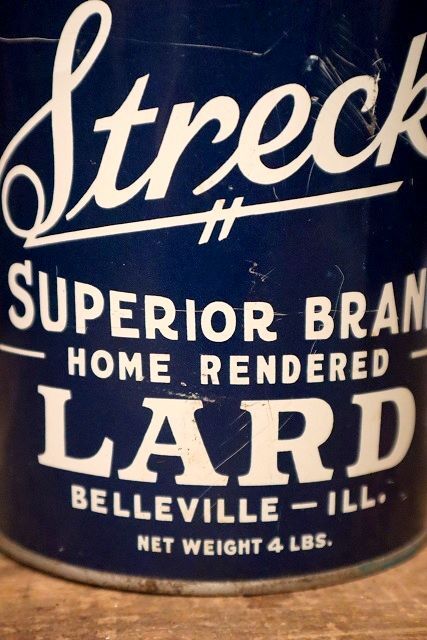 Streck
SUPERIOR BRAN
HOME RENDERED
LARD
BELLEVILLE — ILL.
NET WEIGHT 4 LBS.